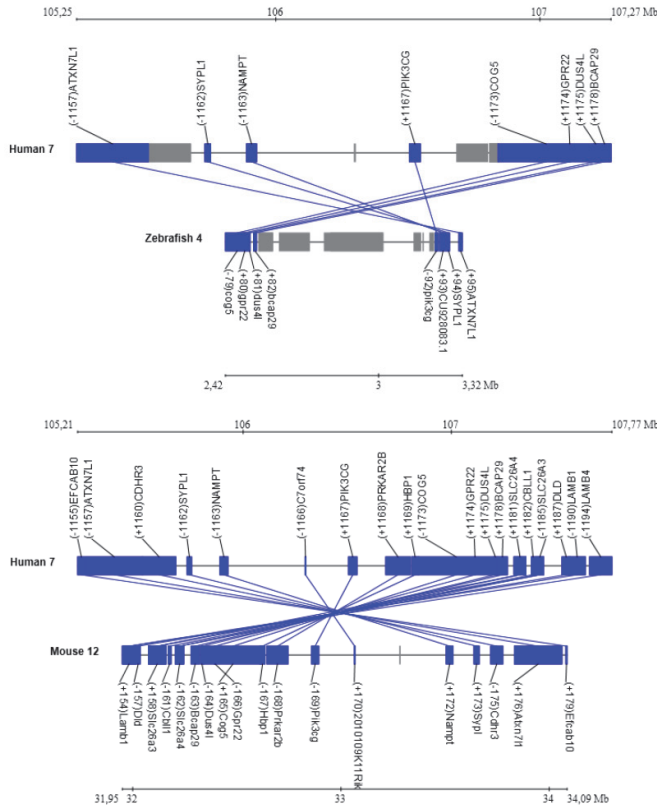 105,25 106 107 107,27 Mb
(-1157)ATXN7L1
(-1162)SYPL1
(-1163)NAMPT
(+1167)PIK3CG
(-1173)COG5
(+1174)GPR22
(+1175)DUS4L
(+1178)BCAP29
Human 7
Zebrafish 4
(-79)cog5
(+80)gpr22
(+81)dus4l
(+82)bcap29
(-92)pik3cg
(+93)CU928083.1
(+94)SYPL1
(+95)ATXN7L1
2,42 3 3,32 Mb
105,21 106 107 107,77 Mb
(-1155)EFCAB10
(-1157)ATXN7L1
(+1160)CDHR3
(-1162)SYPL1
(-1163)NAMPT
(-1166)C7orf74
(+1167)PIK3CG
(+1168)PRKAR2B
(+1169)HBP1
(-1173)COG5
(+1174)GPR22
(+1175)DUS4L
(+1178)BCAP29
(+1181)SLC26A4
(+1182)CBLL1
(-1185)SLC26A3
(+1187)DLD
(-1190)LAMB1
(-1194)LAMB4
Human 7
Mouse 12
(+154)Lamb1
(-157)Dld
(+158)Slc26a3
(-161)Cbll1
(-162)Slc26a4
(-163)Bcap29
(-164)Dus4l
(+165)Cog5
(-166)Gpr22
(-167)Hbp1
(-168)Prkar2b
(-169)Pik3cg
(+170)2010109K11Rik
(+172)Nampt
(+173)Sypl
(-175)Cdhr3
(+176)Atxn7l1
(+179)Efcab10
31,95 32 33 34 34,09 Mb